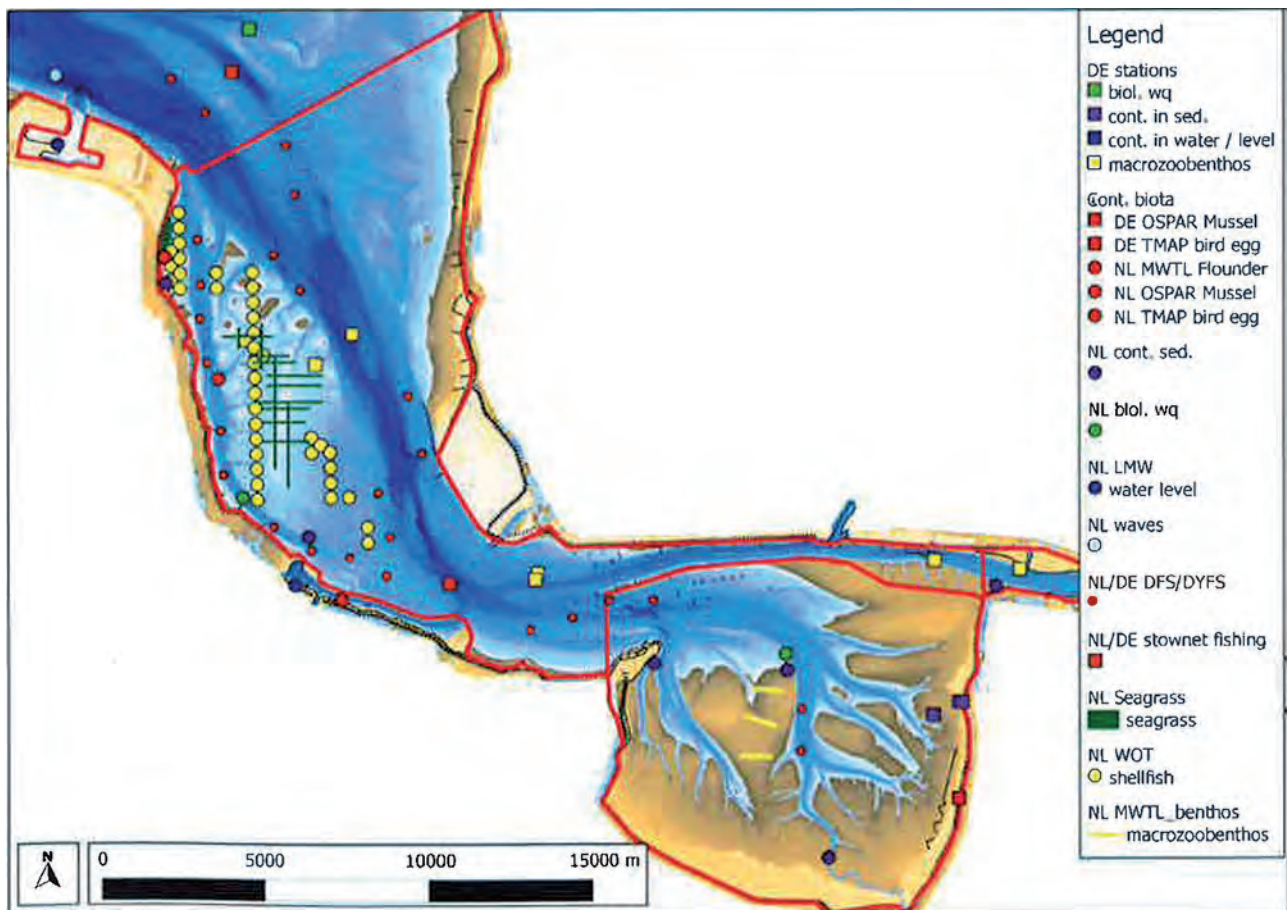 Legend
DE stations
biol. wq
cont. in sed.
cont. in water / level
macrozoobenthos
Cont. biota
DE OSPAR Mussel
DE TMAP bird egg
NL MWTL Flounder
NL OSPAR Mussel
NL TMAP bird egg
NL cont. sed.
NL biol. wq
NL LMW
water level
NL waves
NL/DE DFS/DYFS
NL/DE stownet fishing
NL Seagrass
seagrass
NL WOT
shellfish
NL MWTL_benthos
macrozoobenthos
N
0 5000 10000 15000 m